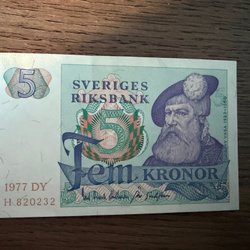 5
SVERIGES
RIKSBANK
5
1977 DY
H 820232
Fem KRONOR